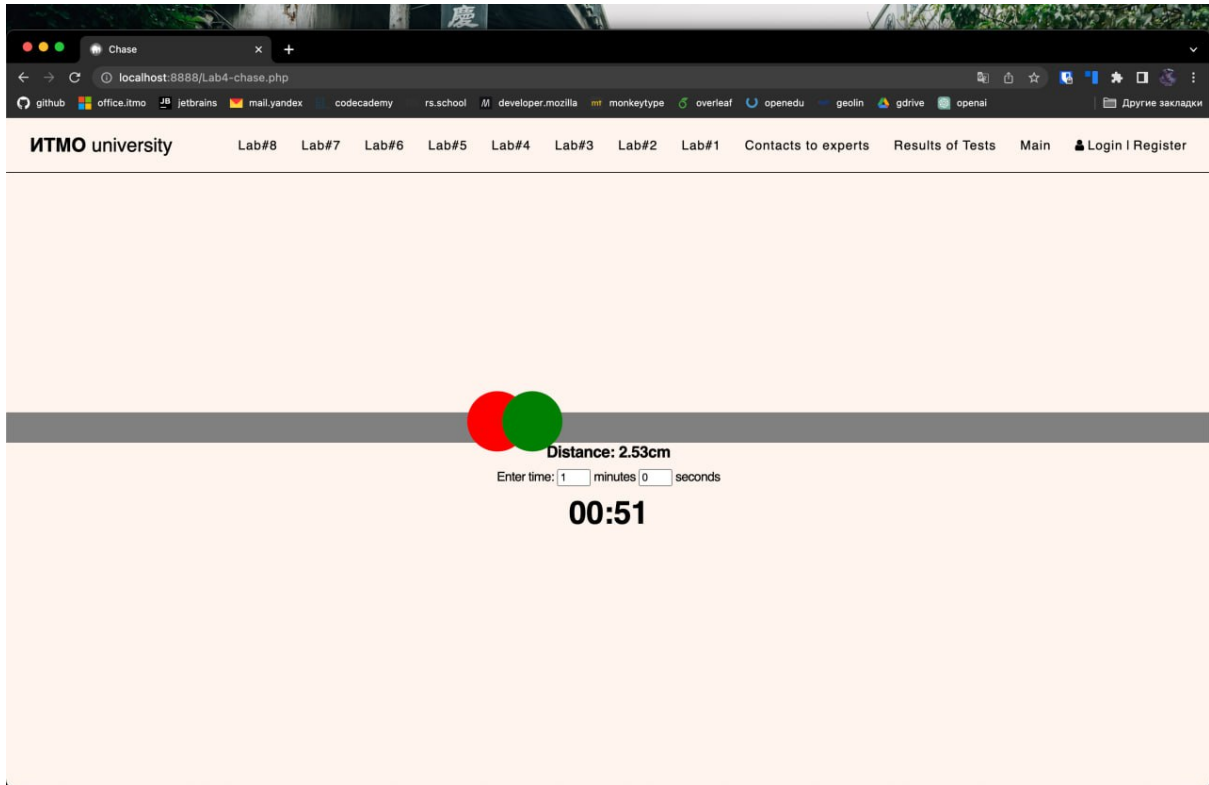 慶
Chase
localhost:8888/Lab4-chase.php
github office.itmo jetbrains mail.yandex codecademy rs.school developer.mozilla monkeytype overleaf openedu geolin gdrive openai Другие закладки
ИТМО university Lab#8 Lab#7 Lab#6 Lab#5 Lab#4 Lab#3 Lab#2 Lab#1 Contacts to experts Results of Tests Main Login | Register
Distance: 2.53cm
Enter time: 1 minutes 0 seconds
00:51